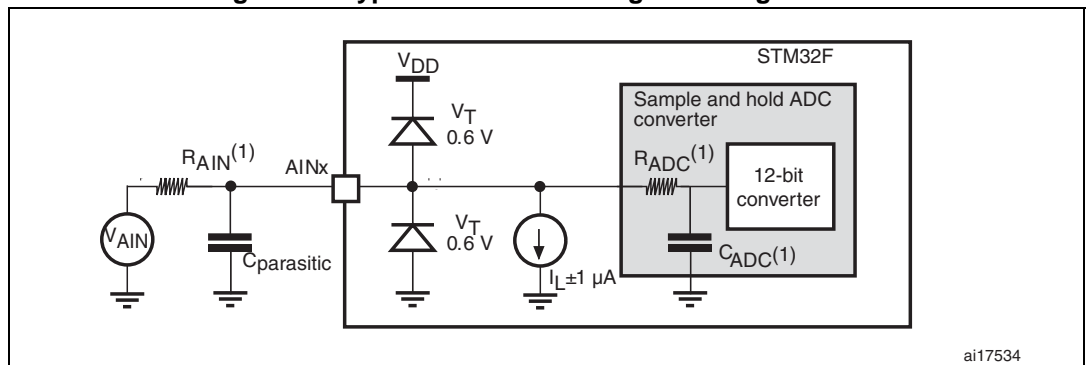 STM32F
VDD
Sample and hold ADC
converter
VT
0.6 V
RAIN(1)
AINx
RADC(1)
12-bit
converter
VAIN
Cparasitic
VT
0.6 V
IL±1 µA
CADC(1)
ai17534